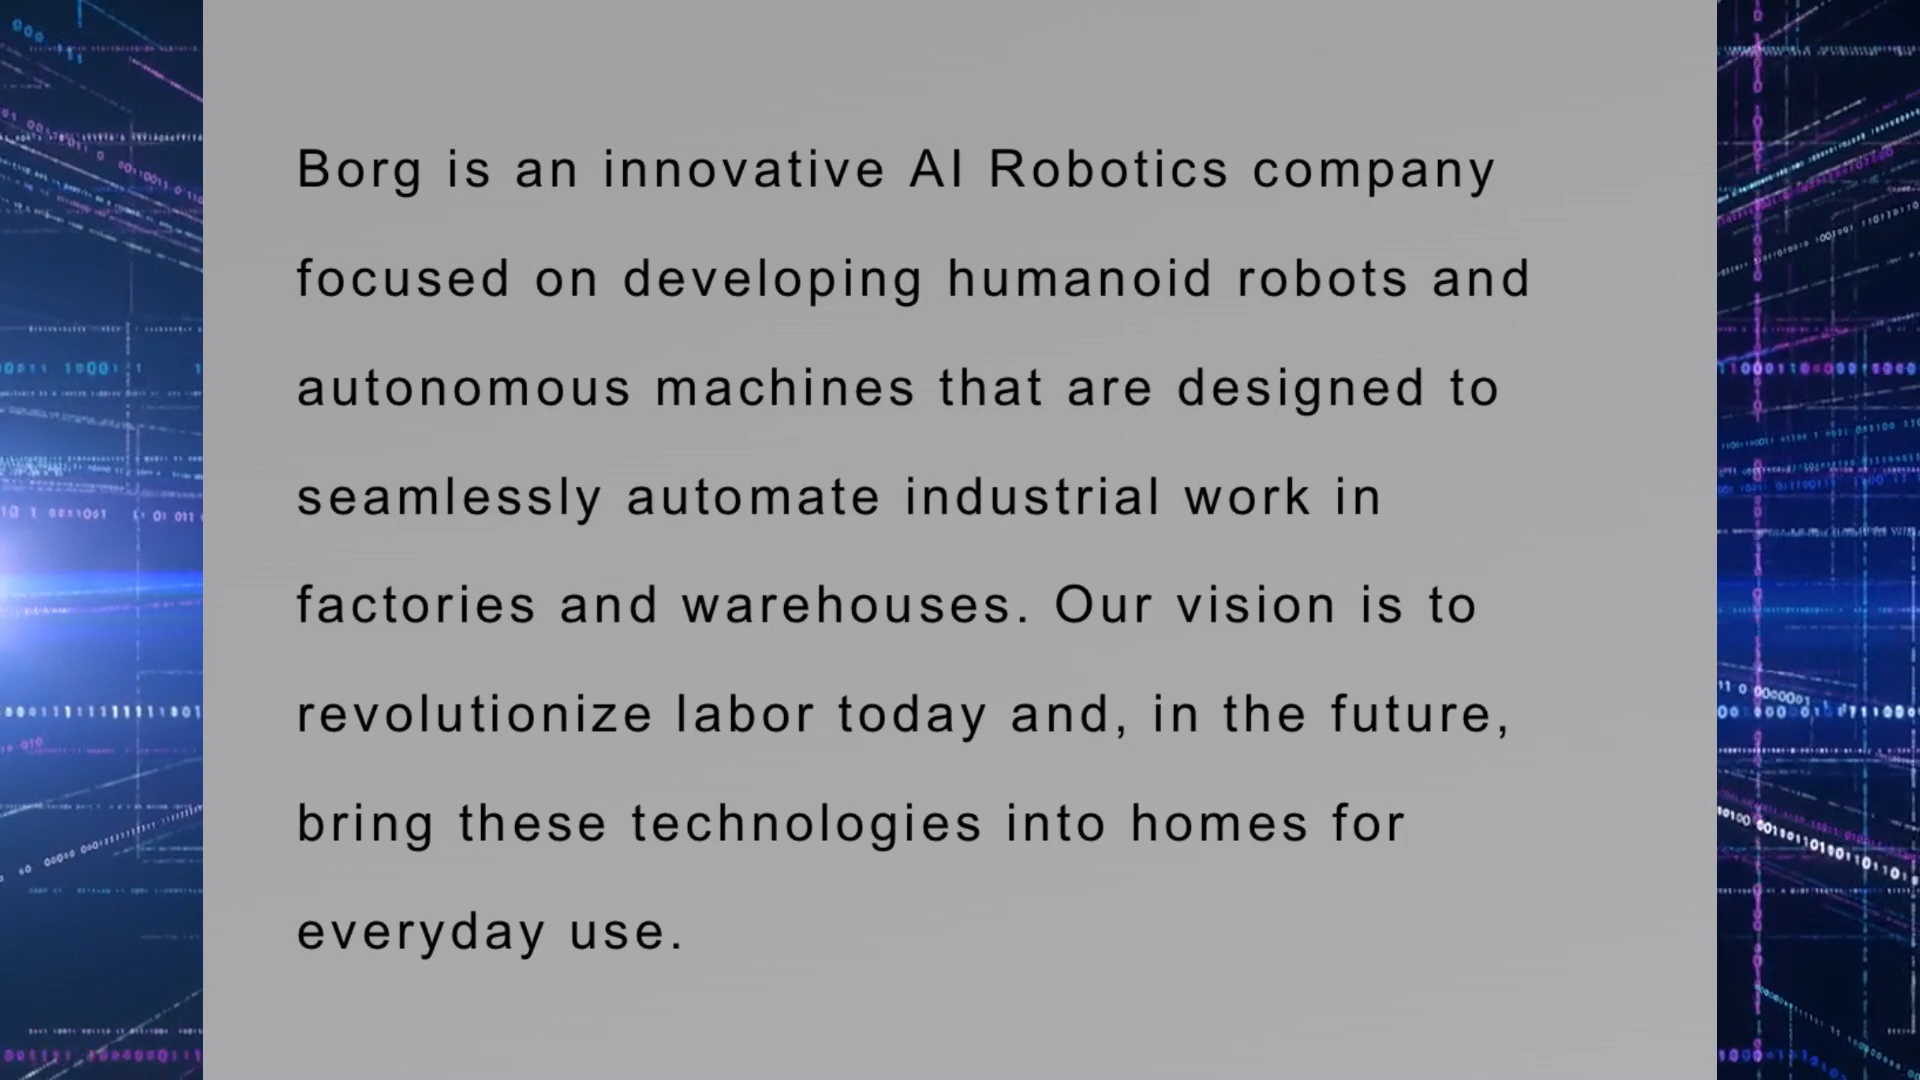 Borg is an innovative AI Robotics company
focused on developing humanoid robots and
autonomous machines that are designed to
seamlessly automate industrial work in
factories and warehouses. Our vision is to
revolutionize labor today and, in the future,
bring these technologies into homes for
everyday use.